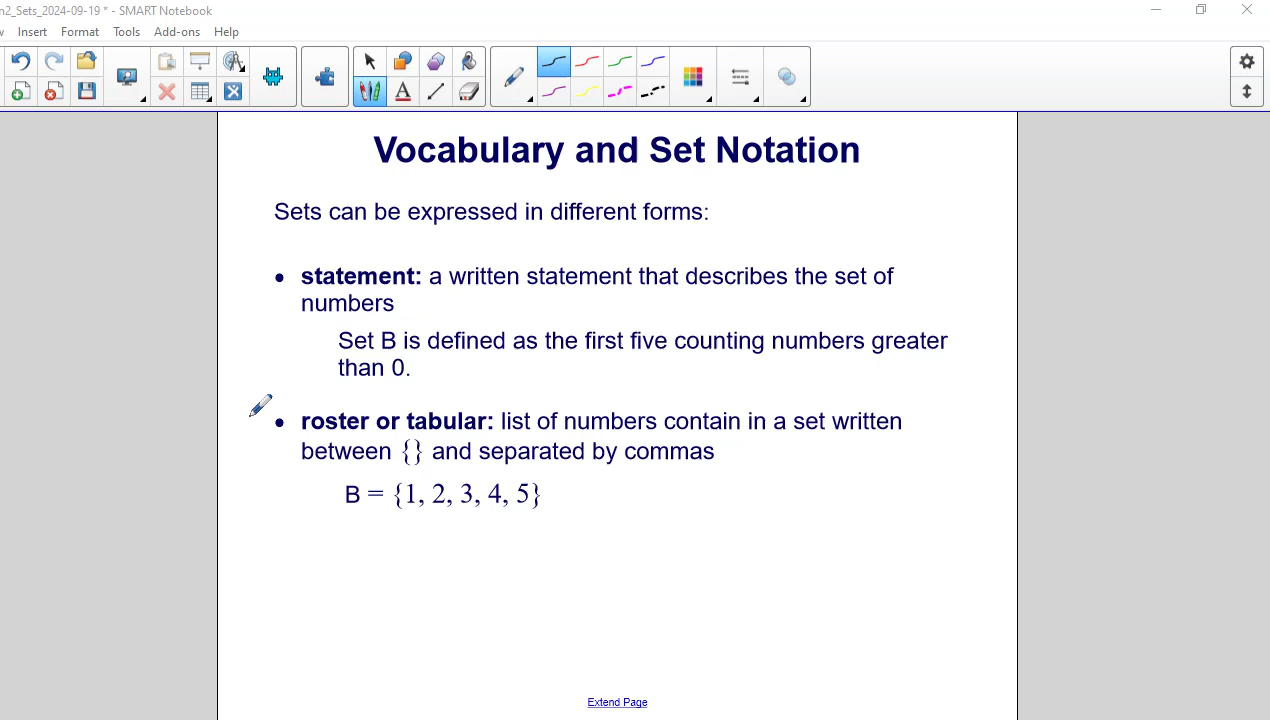 n2_Sets_2024-09-19 * - SMART Notebook
Insert Format Tools Add-ons Help
Vocabulary and Set Notation
Sets can be expressed in different forms:
• statement: a written statement that describes the set of
numbers
Set B is defined as the first five counting numbers greater
than 0.
• roster or tabular: list of numbers contain in a set written
between {} and separated by commas
B = {1, 2, 3, 4, 5}
Extend Page